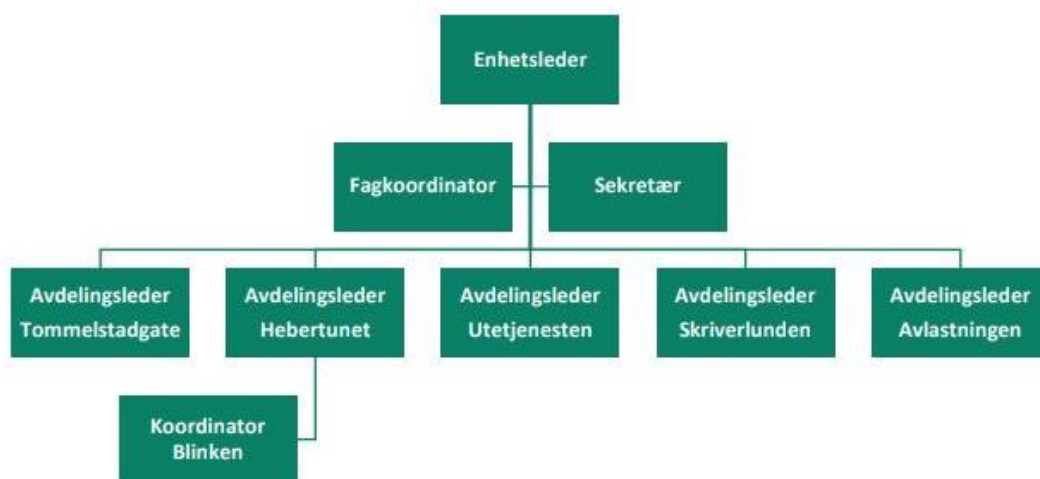 Enhetsleder
Fagkoordinator
Sekretær
Avdelingsleder
Tommelstadgate
Avdelingsleder
Hebertunet
Avdelingsleder
Utetjenesten
Avdelingsleder
Skriverlunden
Avdelingsleder
Avlastningen
Koordinator
Blinken